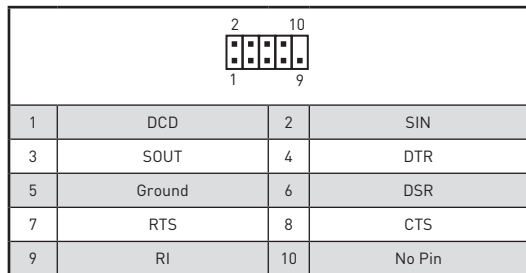 2 10
1 9
1 DCD 2 SIN
3 SOUT 4 DTR
5 Ground 6 DSR
7 RTS 8 CTS
9 RI 10 No Pin